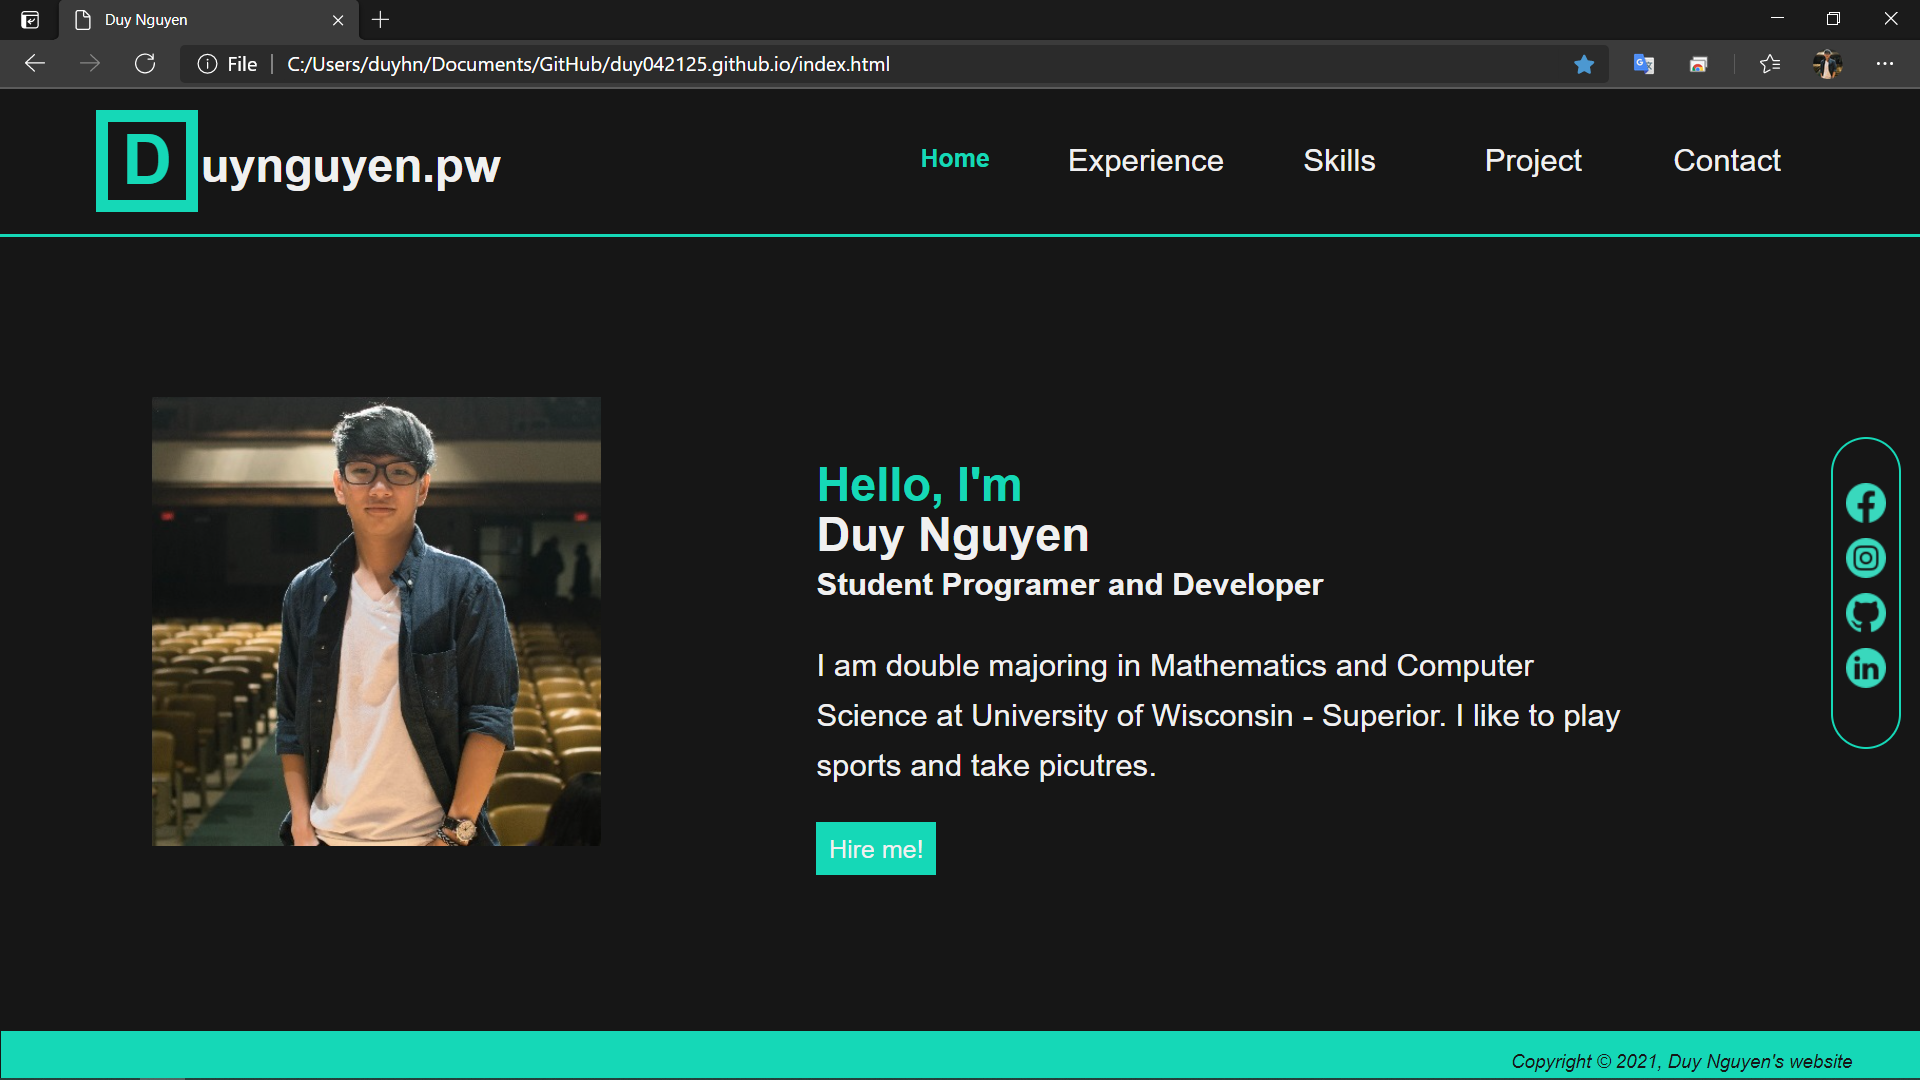 Duy Nguyen
File
C:/Users/duyhn/Documents/GitHub/duy042125.github.io/index.html
Duynguyen.pw
Home Experience Skills Project Contact
Hello, I'm
Duy Nguyen
Student Programer and Developer
I am double majoring in Mathematics and Computer
Science at University of Wisconsin - Superior. I like to play
sports and take picutres.
Hire me!
Copyright © 2021, Duy Nguyen's website